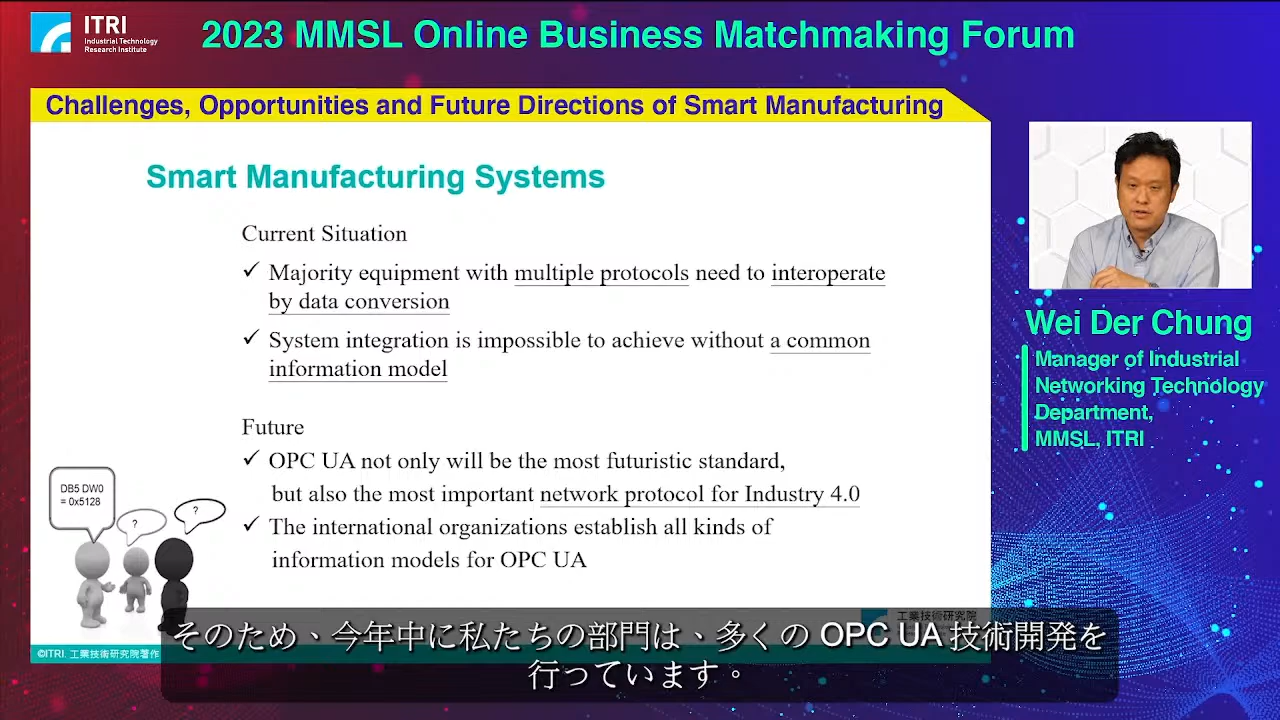 ITRI
Industrial Technology
Research Institute
2023 MMSL Online Business Matchmaking Forum
Challenges, Opportunities and Future Directions of Smart Manufacturing
Smart Manufacturing Systems
Current Situation
✓ Majority equipment with multiple protocols need to interoperate
by data conversion
✓ System integration is impossible to achieve without a common
information model
Future
✓ OPC UA not only will be the most futuristic standard,
but also the most important network protocol for Industry 4.0
✓ The international organizations establish all kinds of
information models for OPC UA
DB5 DW0
= 0x5128
?
?
Wei Der Chung
Manager of Industrial
Networking Technology
Department,
MMSL, ITRI
工業技術研究院
©ITRI. 工業技術研究院著作
そのため、今年中に私たちの部門は、多くの OPC UA 技術開発を
行っています。